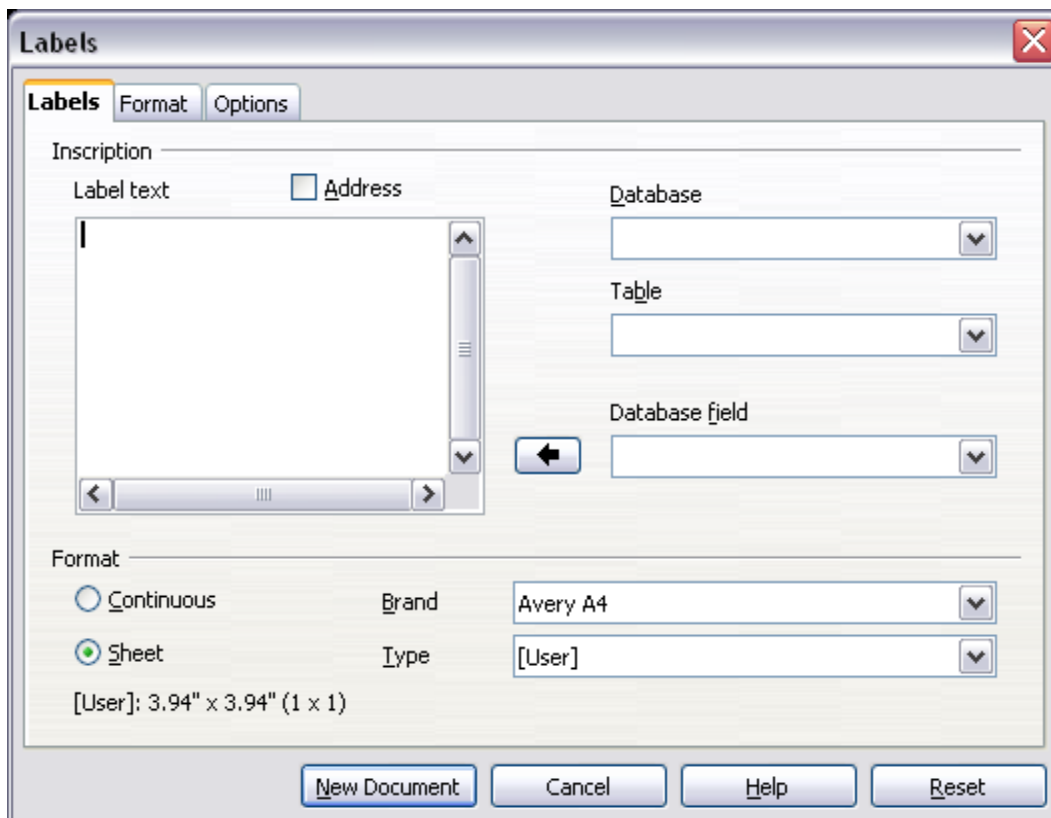 Labels
Labels Format Options
Inscription
Label text Address Database
Table
Database field
Format
Continuous Brand Avery A4
Sheet Type [User]
[User]: 3.94" x 3.94" (1 x 1)
New Document Cancel Help Reset